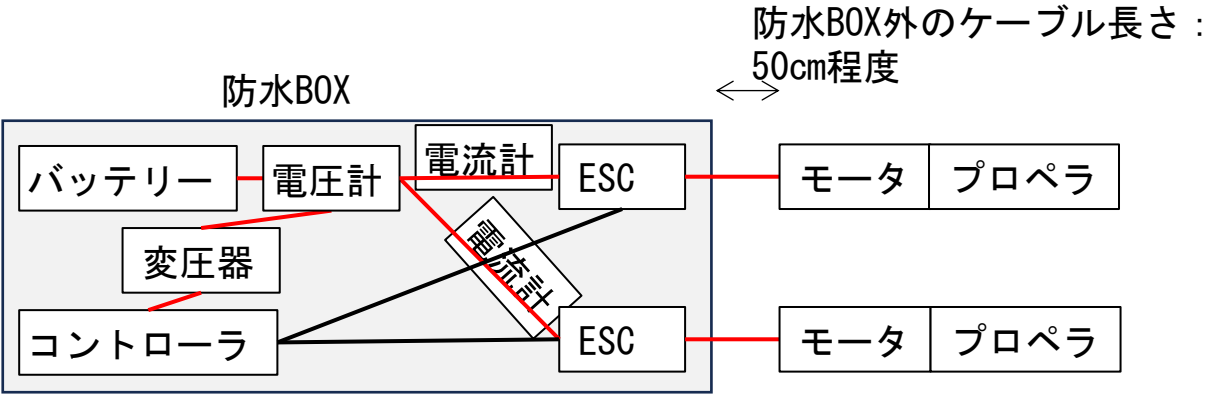 防水BOX外のケーブル長さ：
50cm程度
防水BOX
バッテリー
電圧計
電流計
ESC
モータ
プロペラ
変圧器
電流計
コントローラ
ESC
モータ
プロペラ